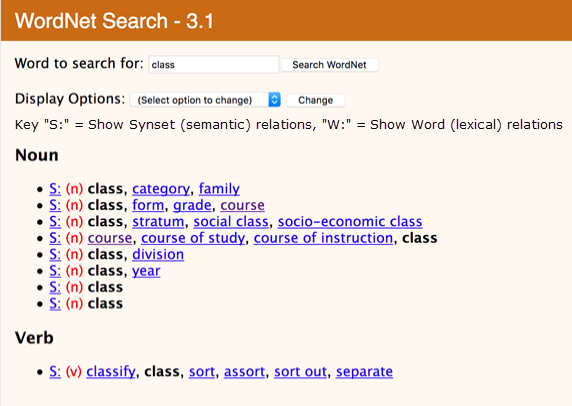 WordNet Search - 3.1
Word to search for: class Search WordNet
Display Options: (Select option to change) Change
Key "S:" = Show Synset (semantic) relations, "W:" = Show Word (lexical) relations
Noun
• S: (n) class, category, family
• S: (n) class, form, grade, course
• S: (n) class, stratum, social class, socio-economic class
• S: (n) course, course of study, course of instruction, class
• S: (n) class, division
• S: (n) class, year
• S: (n) class
• S: (n) class
Verb
• S: (v) classify, class, sort, assort, sort out, separate